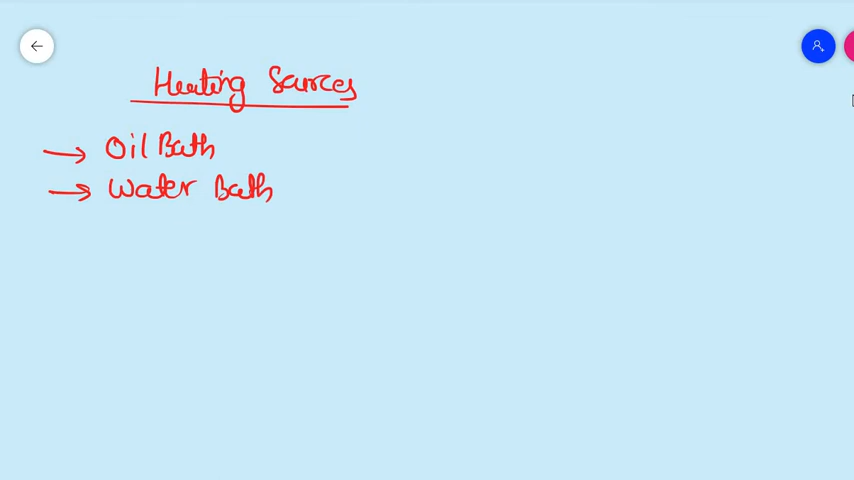 Heating Sources
→ Oil Bath
→ Water Bath